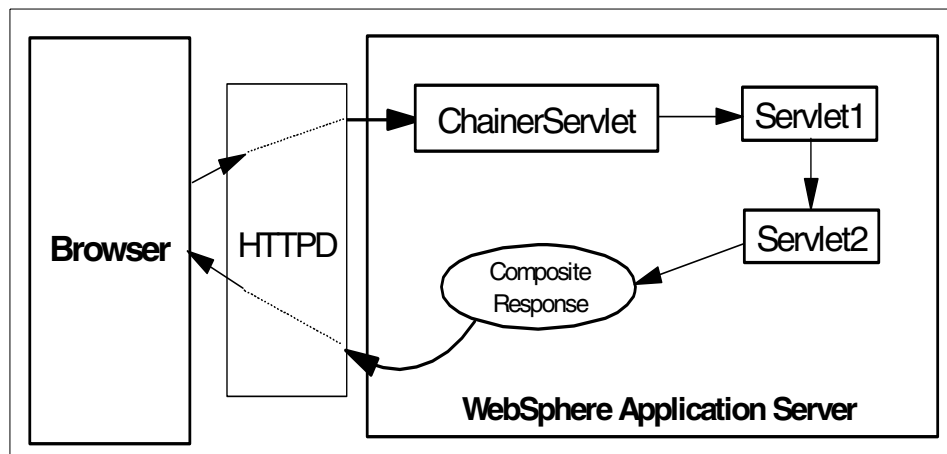 Browser
HTTPD
ChainerServlet
Servlet1
Servlet2
Composite
Response
WebSphere Application Server